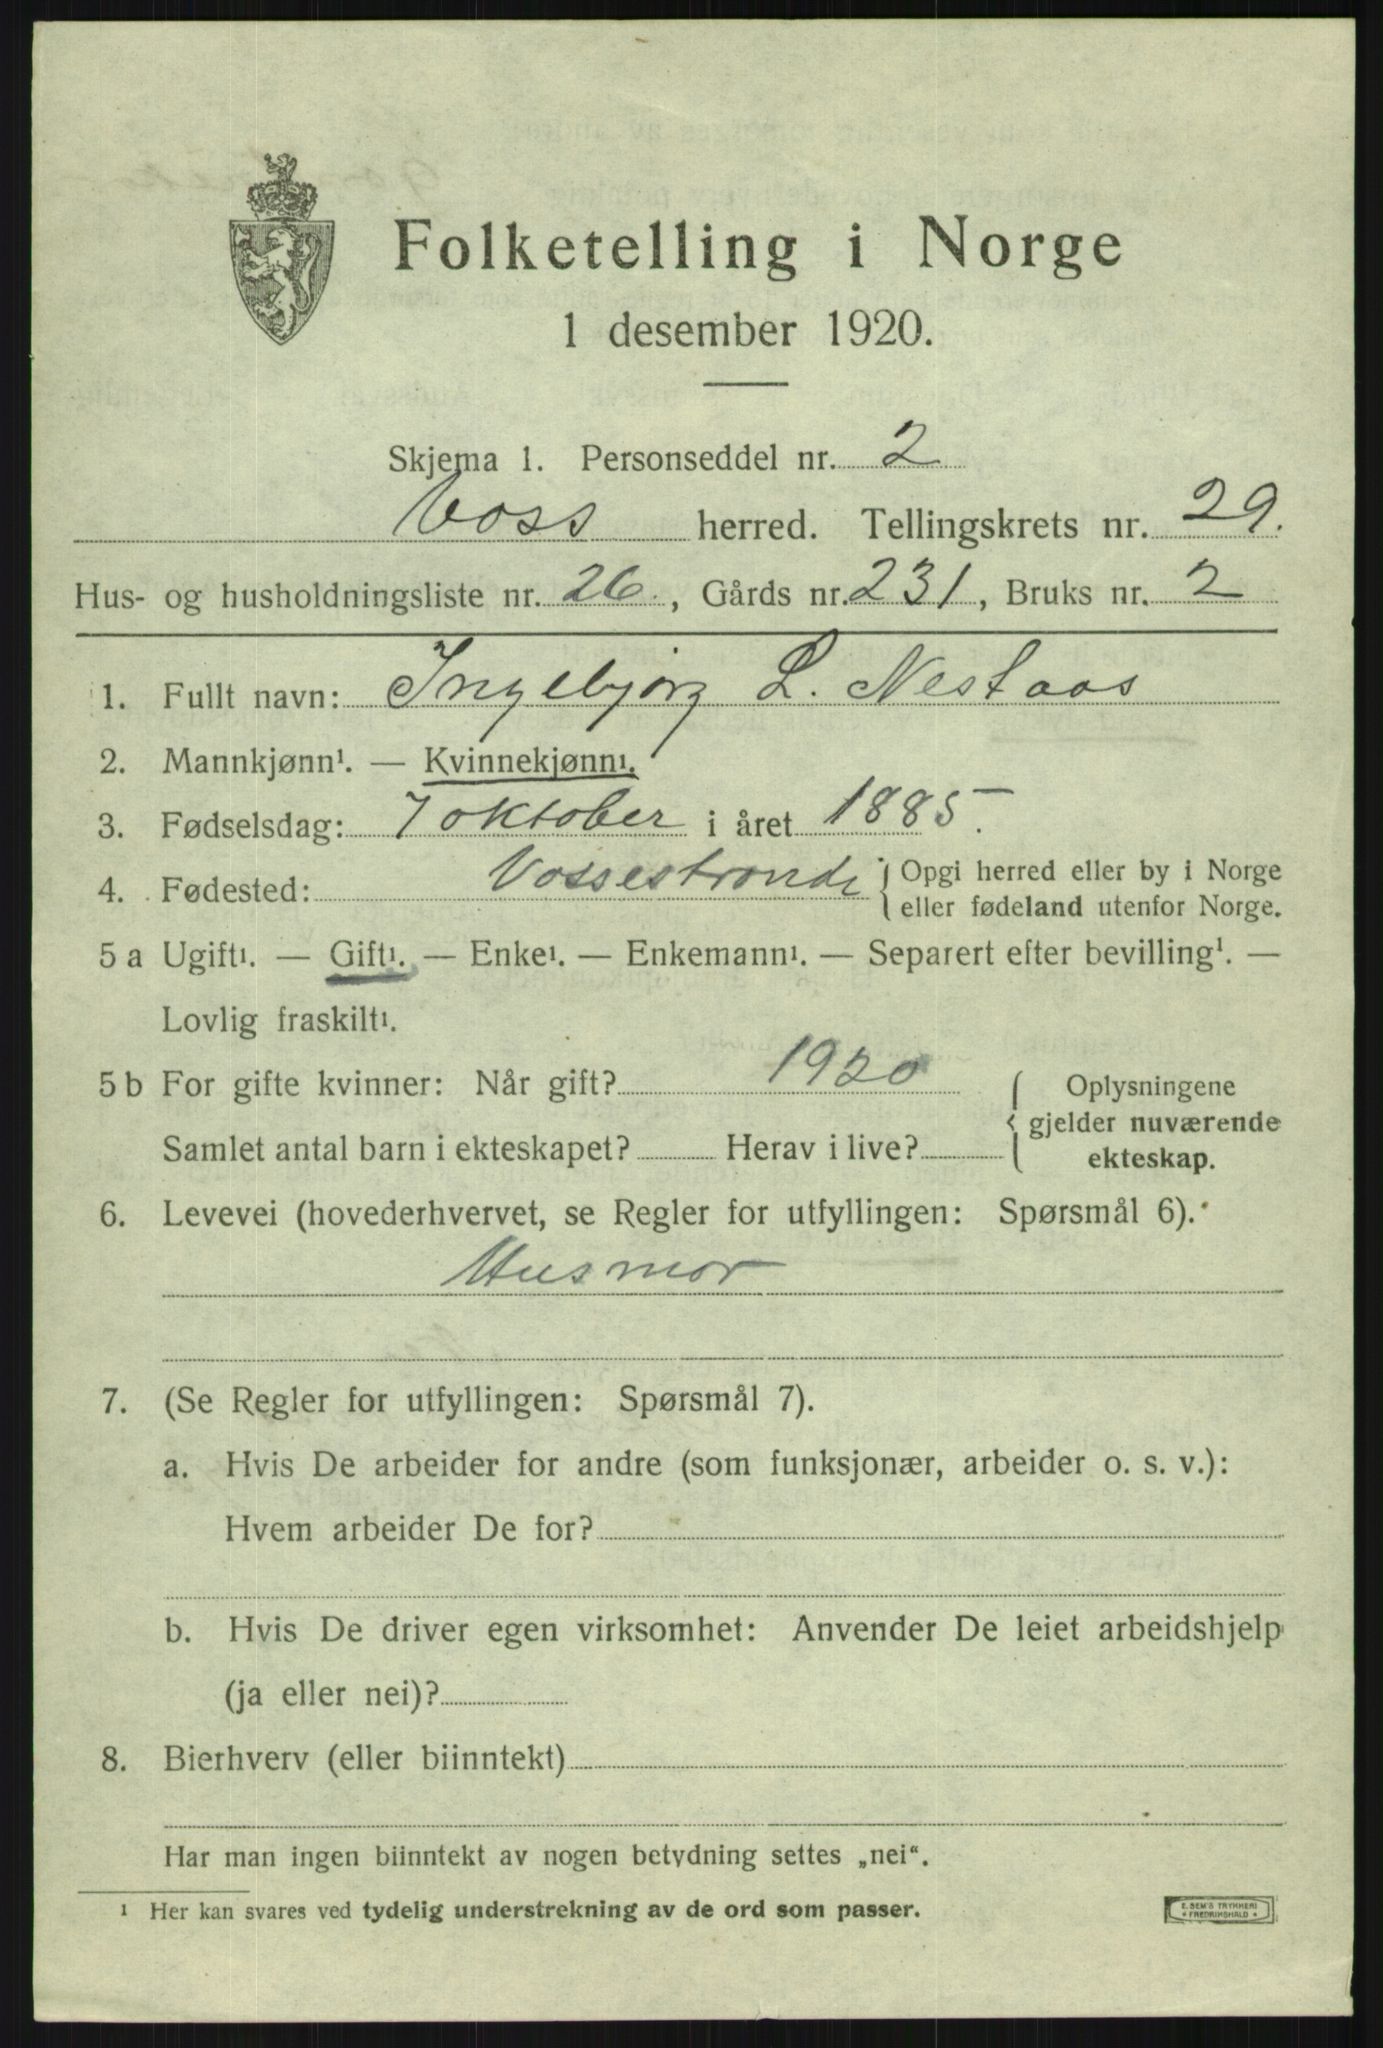 Folketelling i Norge
1 desember 1920.
Skjema 1. Personseddel nr. 2
Voss herred. Tellingskrets nr. 29.
Hus- og husholdningsliste nr. 26., Gårds nr. 231, Bruks nr. 2
1. Fullt navn: Ingebjørg L. Nestaas
2. Mannkjønn¹. — Kvinnekjønn¹.
3. Fødselsdag: 7 oktober i året 1885.
4. Fødested: Vossestrand { Opgi herred eller by i Norge
eller fødeland utenfor Norge.
5 a Ugift¹. — Gift¹. — Enke¹. — Enkemann¹. — Separert efter bevilling¹. —
Lovlig fraskilt¹.
5 b For gifte kvinner: Når gift? 1920 { Oplysningene
gjelder nuværende
Samlet antal barn i ekteskapet? Herav i live?
ekteskap.
6. Levevei (hovederhvervet, se Regler for utfyllingen: Spørsmål 6).
Husmor
7. (Se Regler for utfyllingen: Spørsmål 7).
a. Hvis De arbeider for andre (som funksjonær, arbeider o. s. v.):
Hvem arbeider De for?
b. Hvis De driver egen virksomhet: Anvender De leiet arbeidshjelp
(ja eller nei)?
8. Bierhverv (eller biinntekt)
Har man ingen biinntekt av nogen betydning settes „nei“.
¹ Her kan svares ved tydelig understrekning av de ord som passer.
E. SEM'S TRYKKERI
* FREDRIKSHALD *